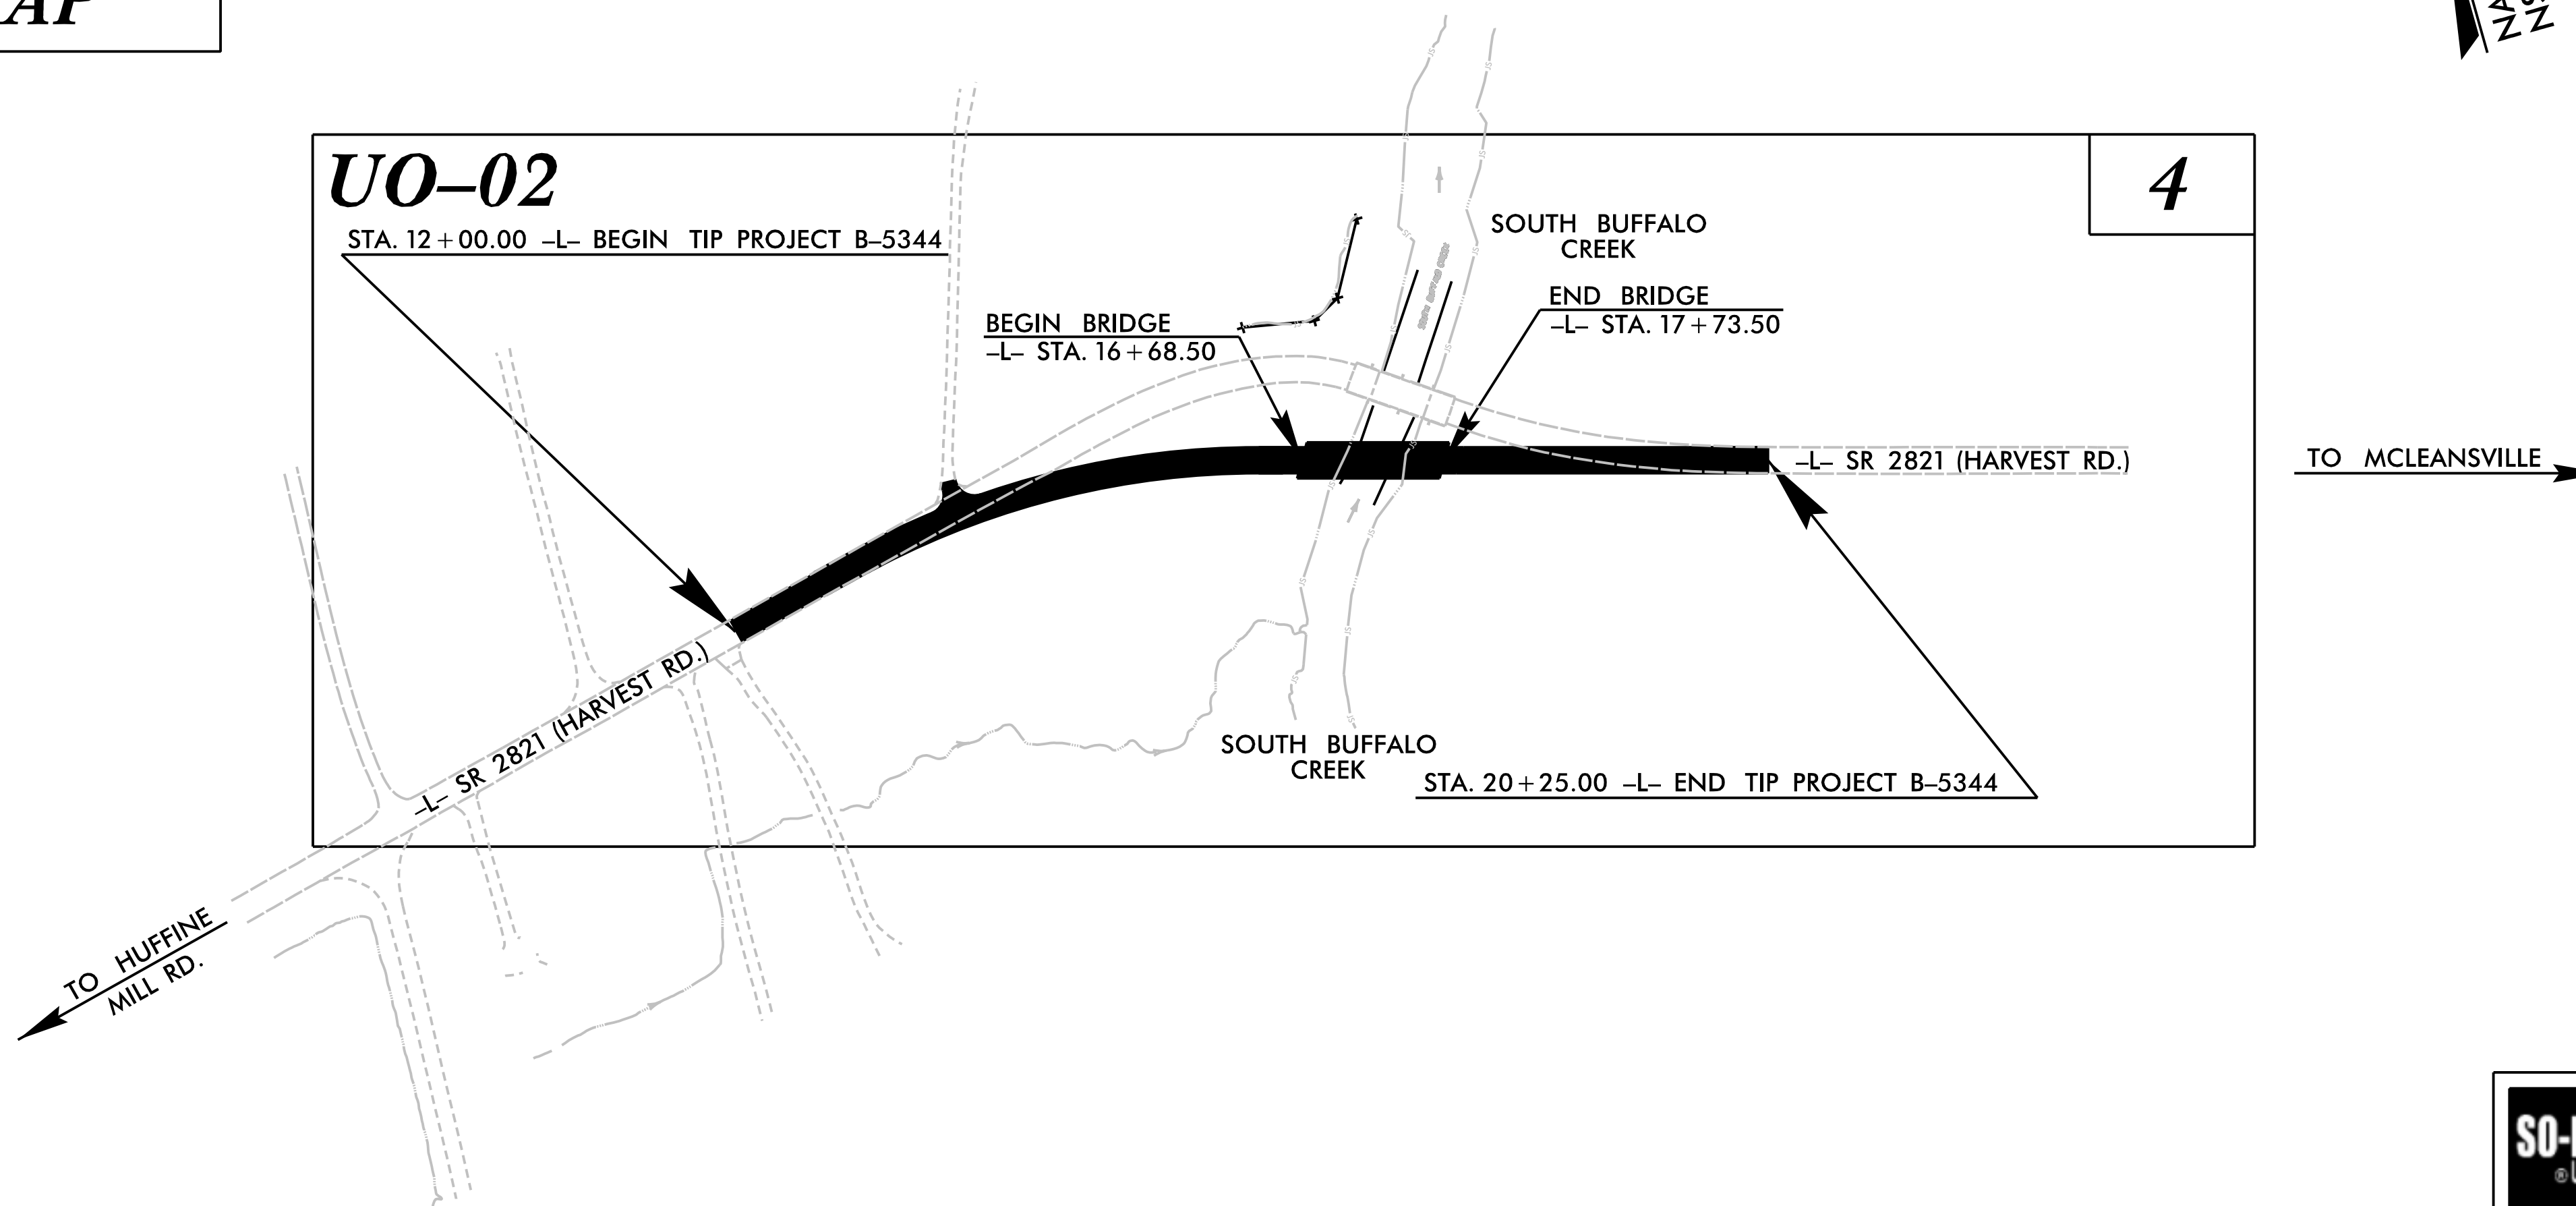 UO–02
4
STA. 12+00.00 –L– BEGIN TIP PROJECT B–5344
SOUTH BUFFALO
CREEK
BEGIN BRIDGE
–L– STA. 16+68.50
END BRIDGE
–L– STA. 17+73.50
–L– SR 2821 (HARVEST RD.)
TO MCLEANSVILLE
–L– SR 2821 (HARVEST RD.)
SOUTH BUFFALO
CREEK
STA. 20+25.00 –L– END TIP PROJECT B–5344
TO HUFFINE
MILL RD.